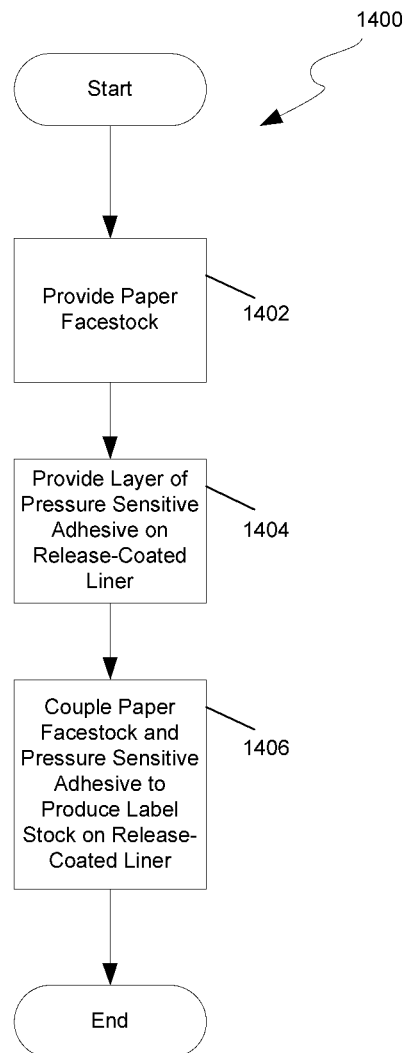 1400
Start
Provide Paper
Facestock
1402
Provide Layer of
Pressure Sensitive
Adhesive on
Release-Coated
Liner
1404
Couple Paper
Facestock and
Pressure Sensitive
Adhesive to
Produce Label
Stock on Release-
Coated Liner
1406
End